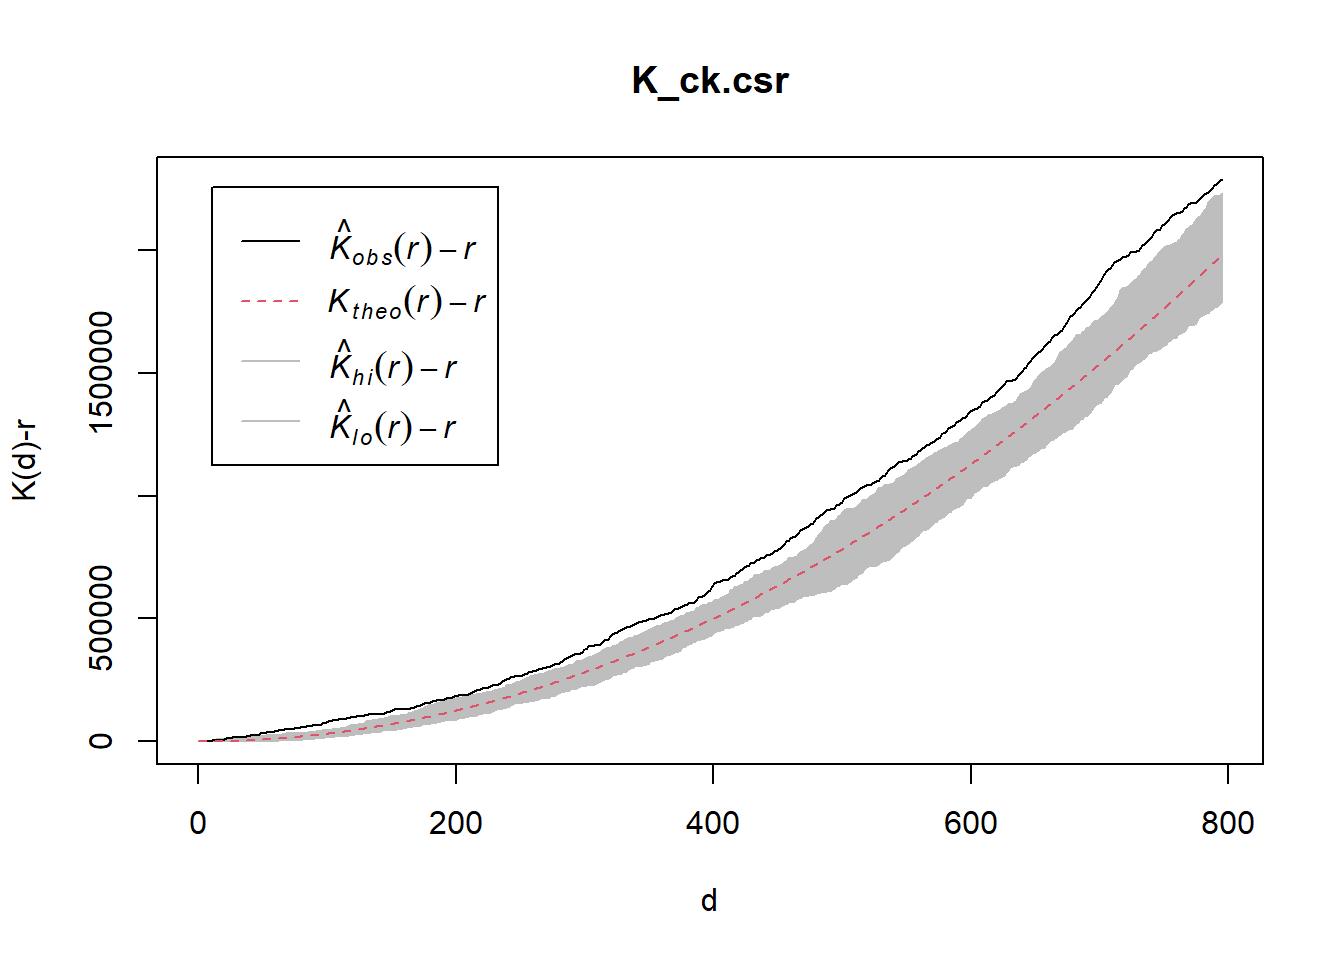 K_ck.csr
K̂obs(r) − r
Ktheo(r) − r
K̂hi(r) − r
K̂lo(r) − r
K(d)-r
1500000
500000
0
0 200 400 600 800
d